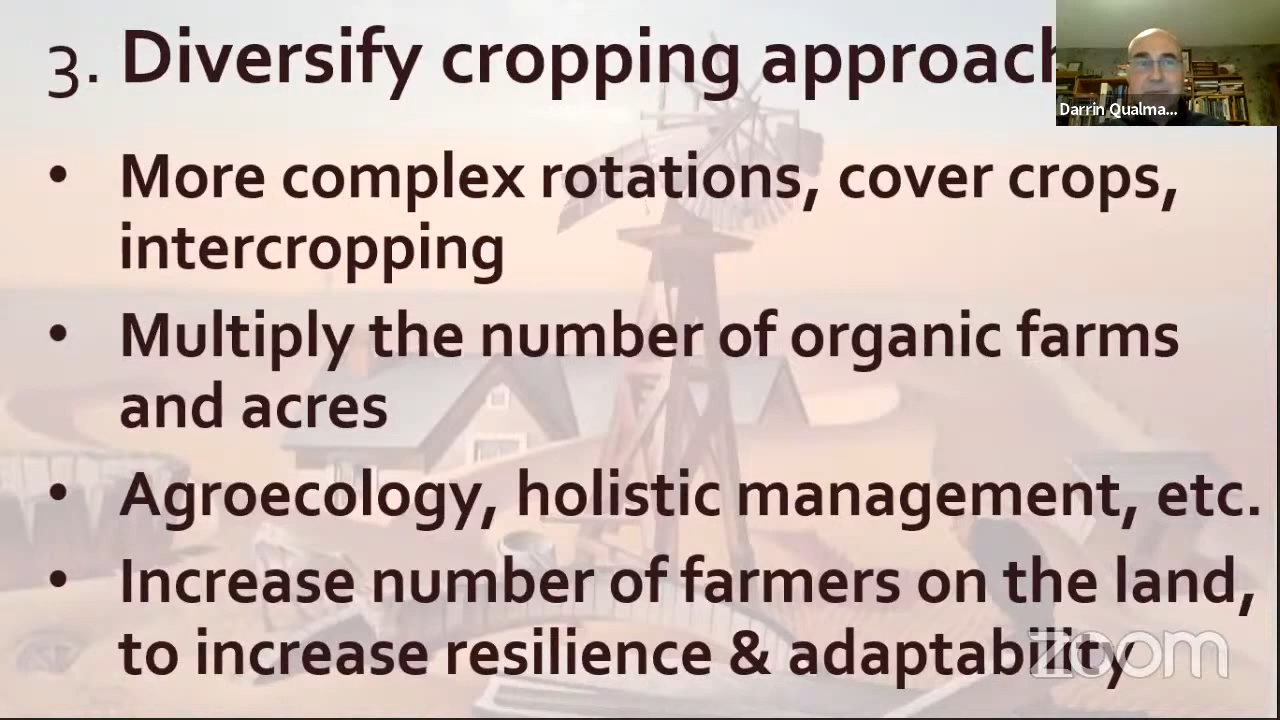 3. Diversify cropping approach
Darrin Qualma...
• More complex rotations, cover crops,
intercropping
• Multiply the number of organic farms
and acres
• Agroecology, holistic management, etc.
• Increase number of farmers on the land,
to increase resilience & adaptability
zoom